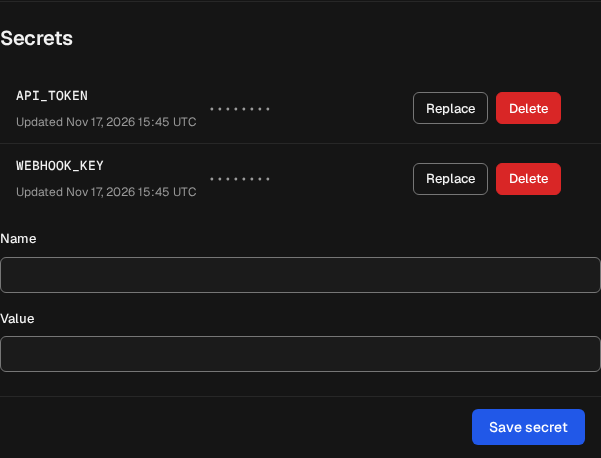 Secrets
API_TOKEN
Updated Nov 17, 2026 15:45 UTC
••••••••
Replace
Delete
WEBHOOK_KEY
Updated Nov 17, 2026 15:45 UTC
••••••••
Replace
Delete
Name
Value
Save secret